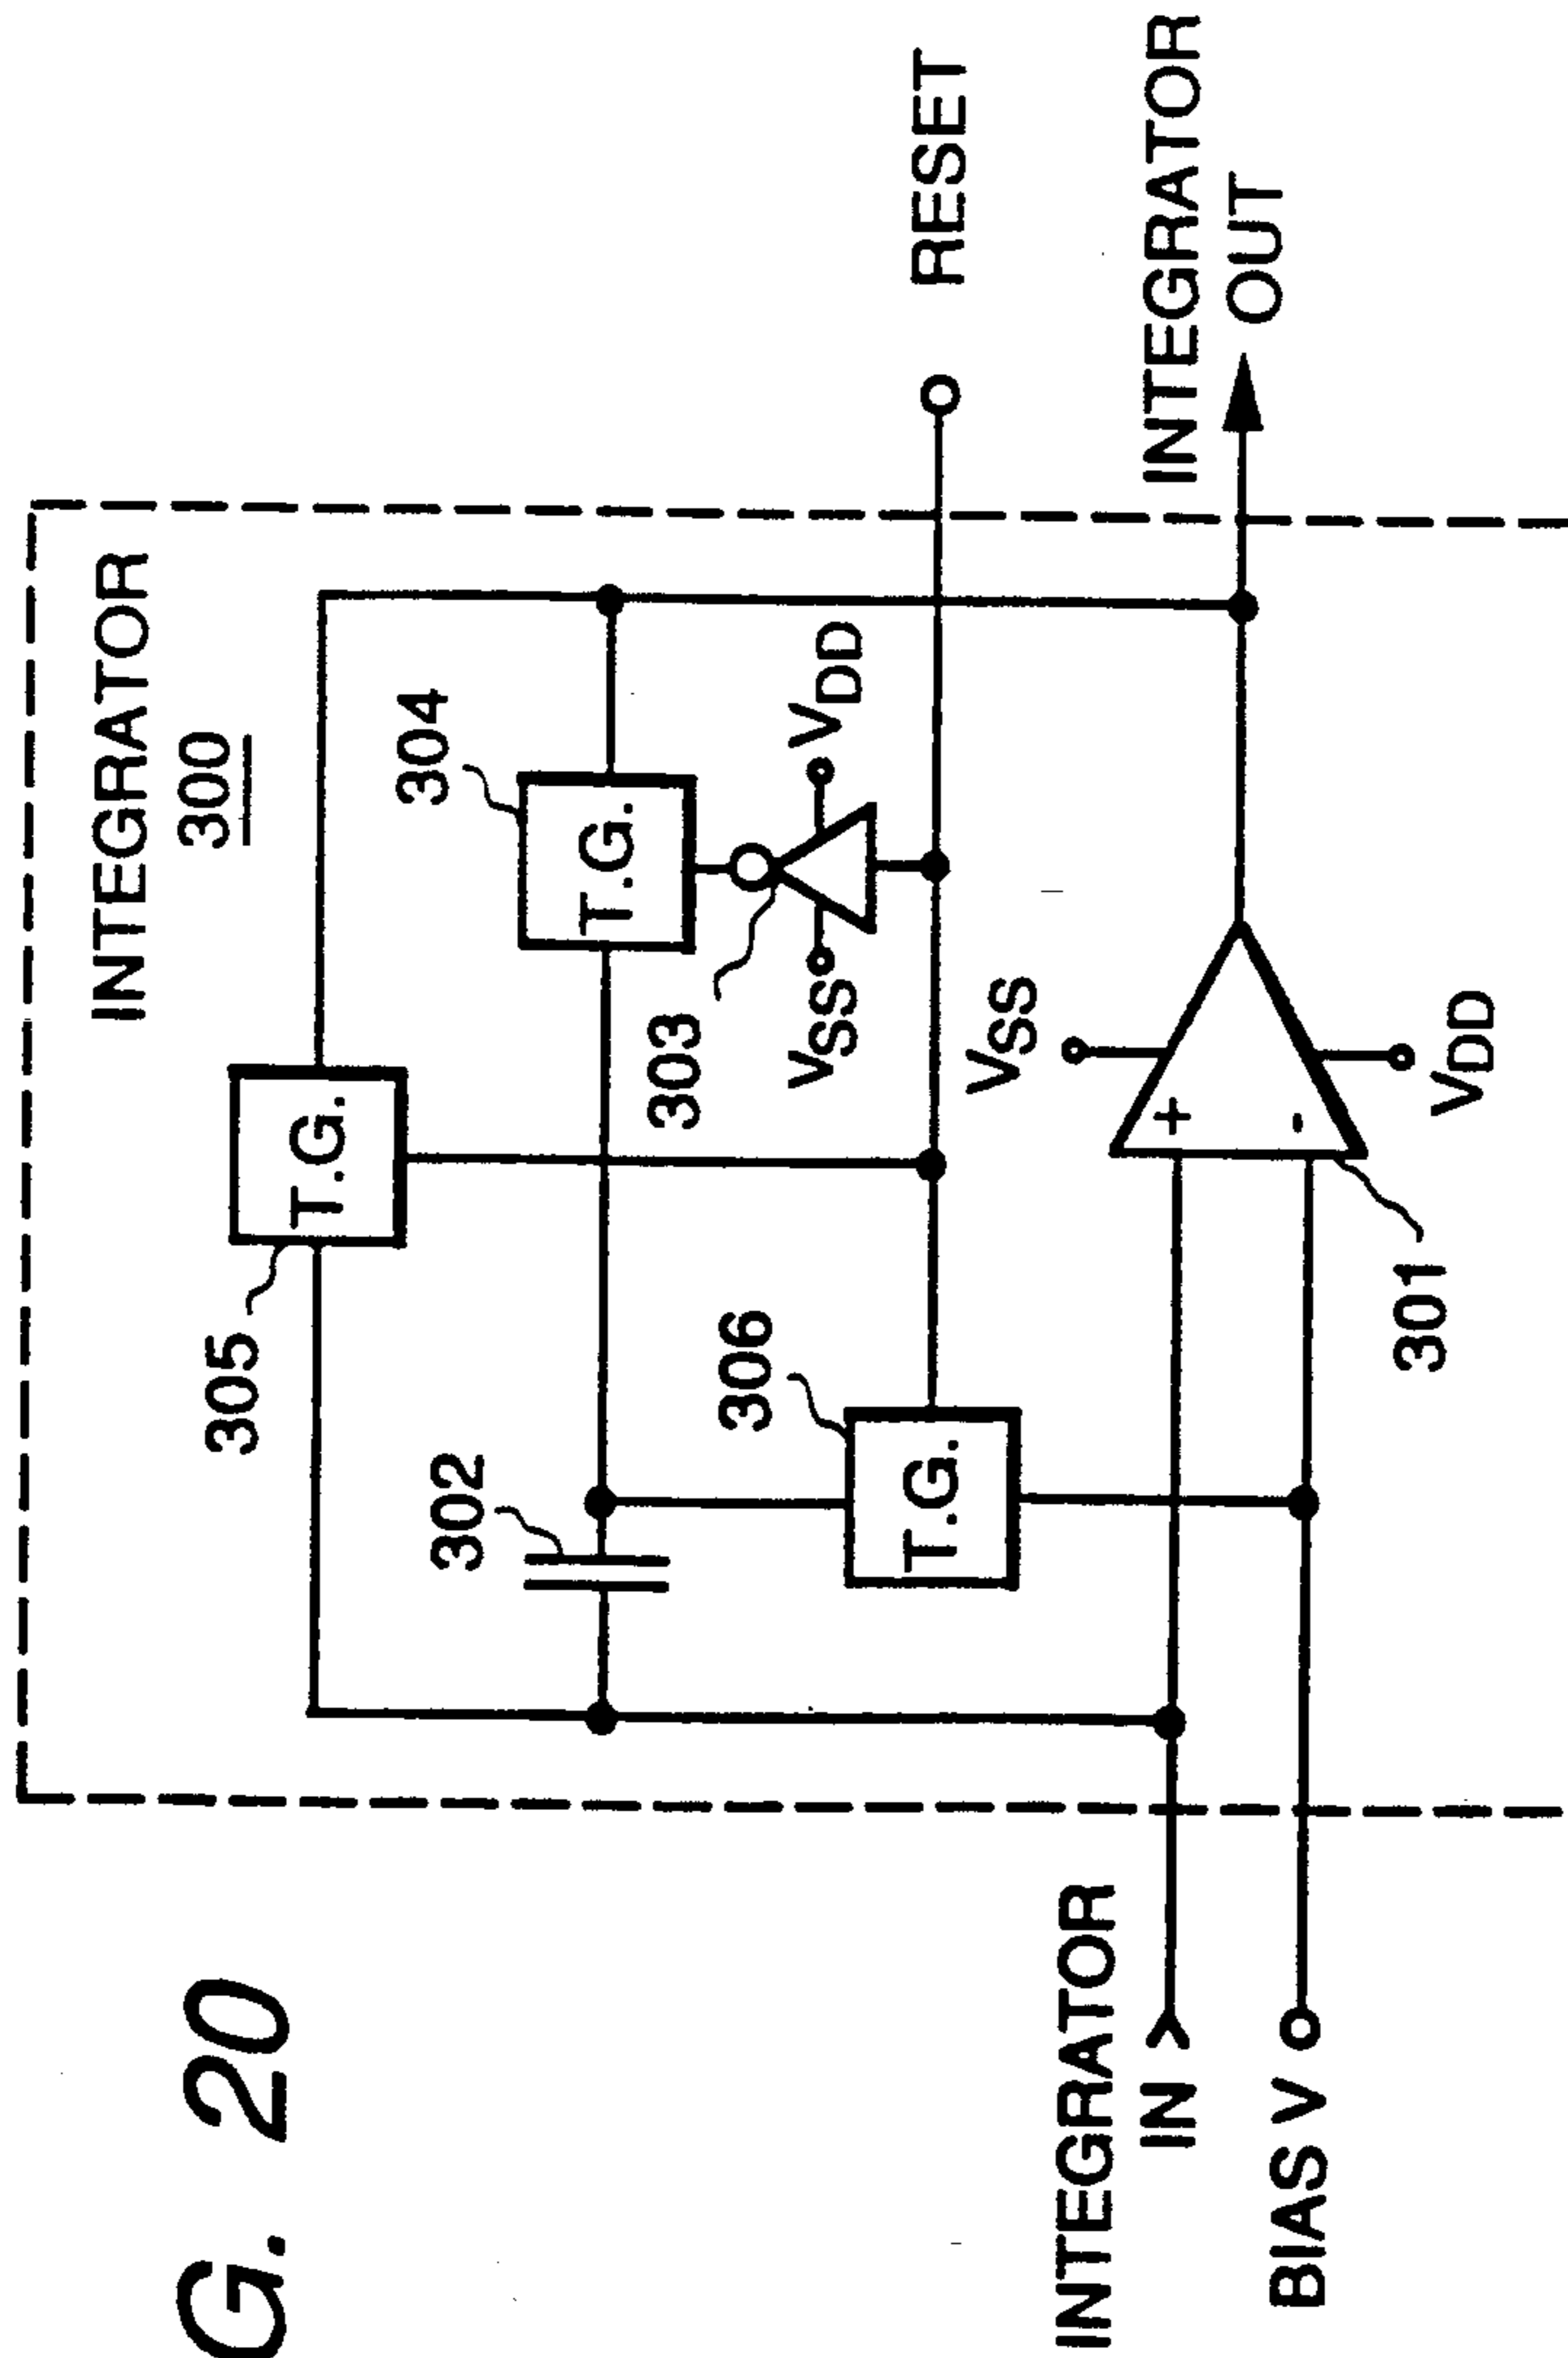 G. 20
INTEGRATOR
300
305
T.G.
304
T.G.
302
303
VSS
VDD
306
T.G.
RESET
VSS
+
-
VDD
301
INTEGRATOR
IN
BIAS V
INTEGRATOR
OUT